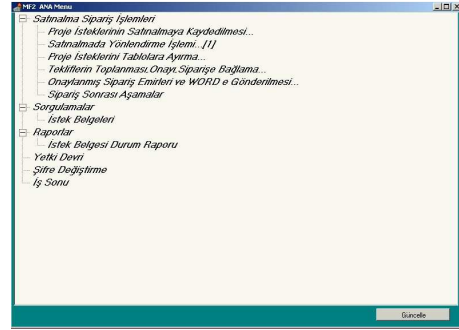 MF2 ANA Menu
Satınalma Sipariş İşlemleri
Proje İsteklerinin Satınalmaya Kaydedilmesi...
Satınalmada Yönlendirme İşlemi...[1]
Proje İsteklerini Tablolara Ayırma...
Tekliflerin Toplanması,Onayı,Siparişe Bağlama...
Onaylanmış Sipariş Emirleri ve WORD e Gönderilmesi...
Sipariş Sonrası Aşamalar
Sorgulamalar
İstek Belgeleri
Raporlar
İstek Belgesi Durum Raporu
Yetki Devri
Şifre Değiştirme
İş Sonu
Güncelle